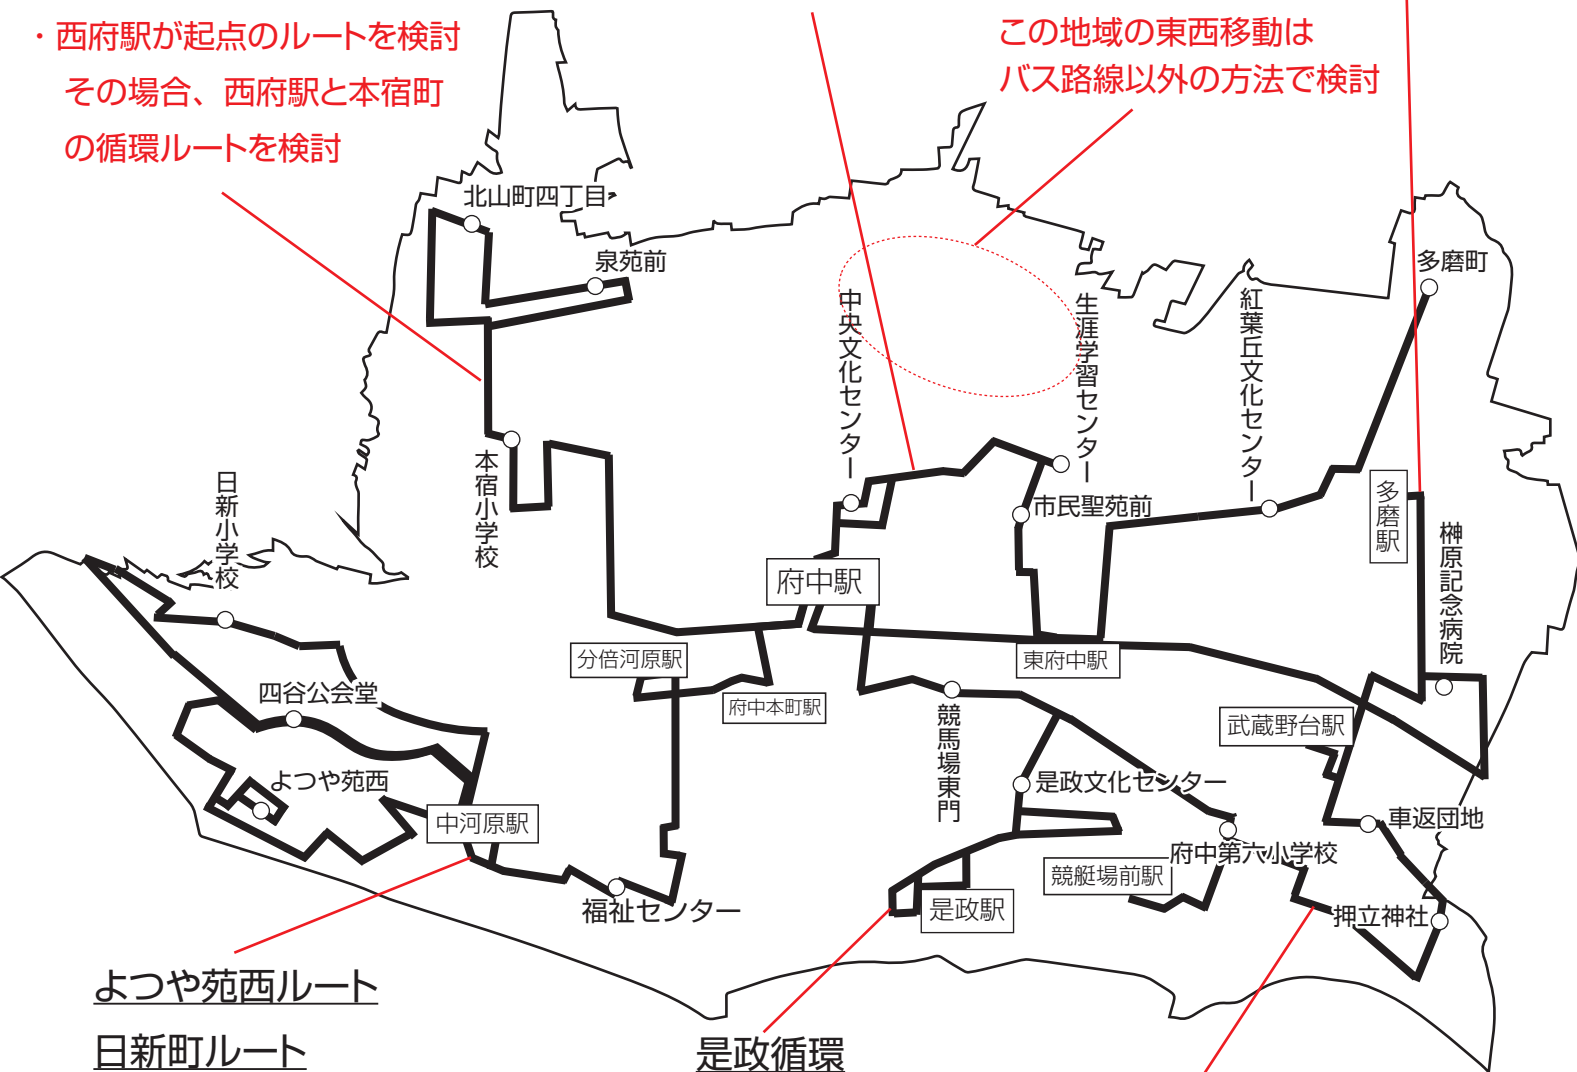 ・西府駅が起点のルートを検討
その場合、西府駅と本宿町
の循環ルートを検討
この地域の東西移動は
バス路線以外の方法で検討
北山町四丁目
泉苑前
多磨町
中央文化センター
生涯学習センター
紅葉丘文化センター
本宿小学校
日新小学校
市民聖苑前
多磨駅
榊原記念病院
府中駅
分倍河原駅
東府中駅
四谷公会堂
府中本町駅
競馬場東門
武蔵野台駅
よつや苑西
是政文化センター
中河原駅
車返団地
府中第六小学校
競艇場前駅
福祉センター
是政駅
押立神社
よつや苑西ルート
日新町ルート
是政循環